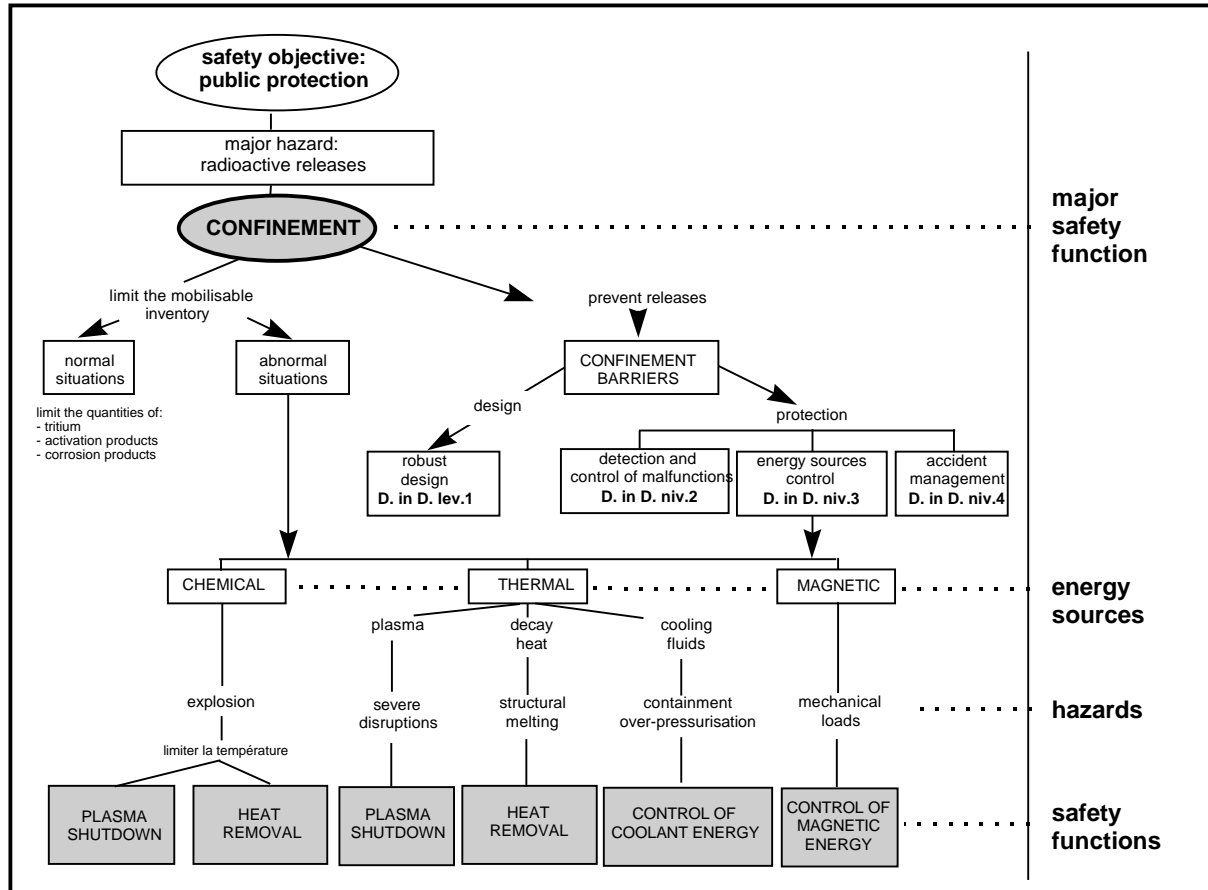 safety objective:
public protection
major hazard:
radioactive releases
CONFINEMENT
major
safety
function
limit the mobilisable
inventory
prevent releases
normal
situations
abnormal
situations
CONFINEMENT
BARRIERS
limit the quantities of:
- tritium
- activation products
- corrosion products
design
protection
robust
design
D. in D. lev.1
detection and
control of malfunctions
D. in D. niv.2
energy sources
control
D. in D. niv.3
accident
management
D. in D. niv.4
CHEMICAL
THERMAL
MAGNETIC
energy
sources
plasma
decay
heat
cooling
fluids
explosion
severe
disruptions
structural
melting
containment
over-pressurisation
mechanical
loads
hazards
limiter la température
PLASMA
SHUTDOWN
HEAT
REMOVAL
PLASMA
SHUTDOWN
HEAT
REMOVAL
CONTROL OF
COOLANT ENERGY
CONTROL OF
MAGNETIC
ENERGY
safety
functions